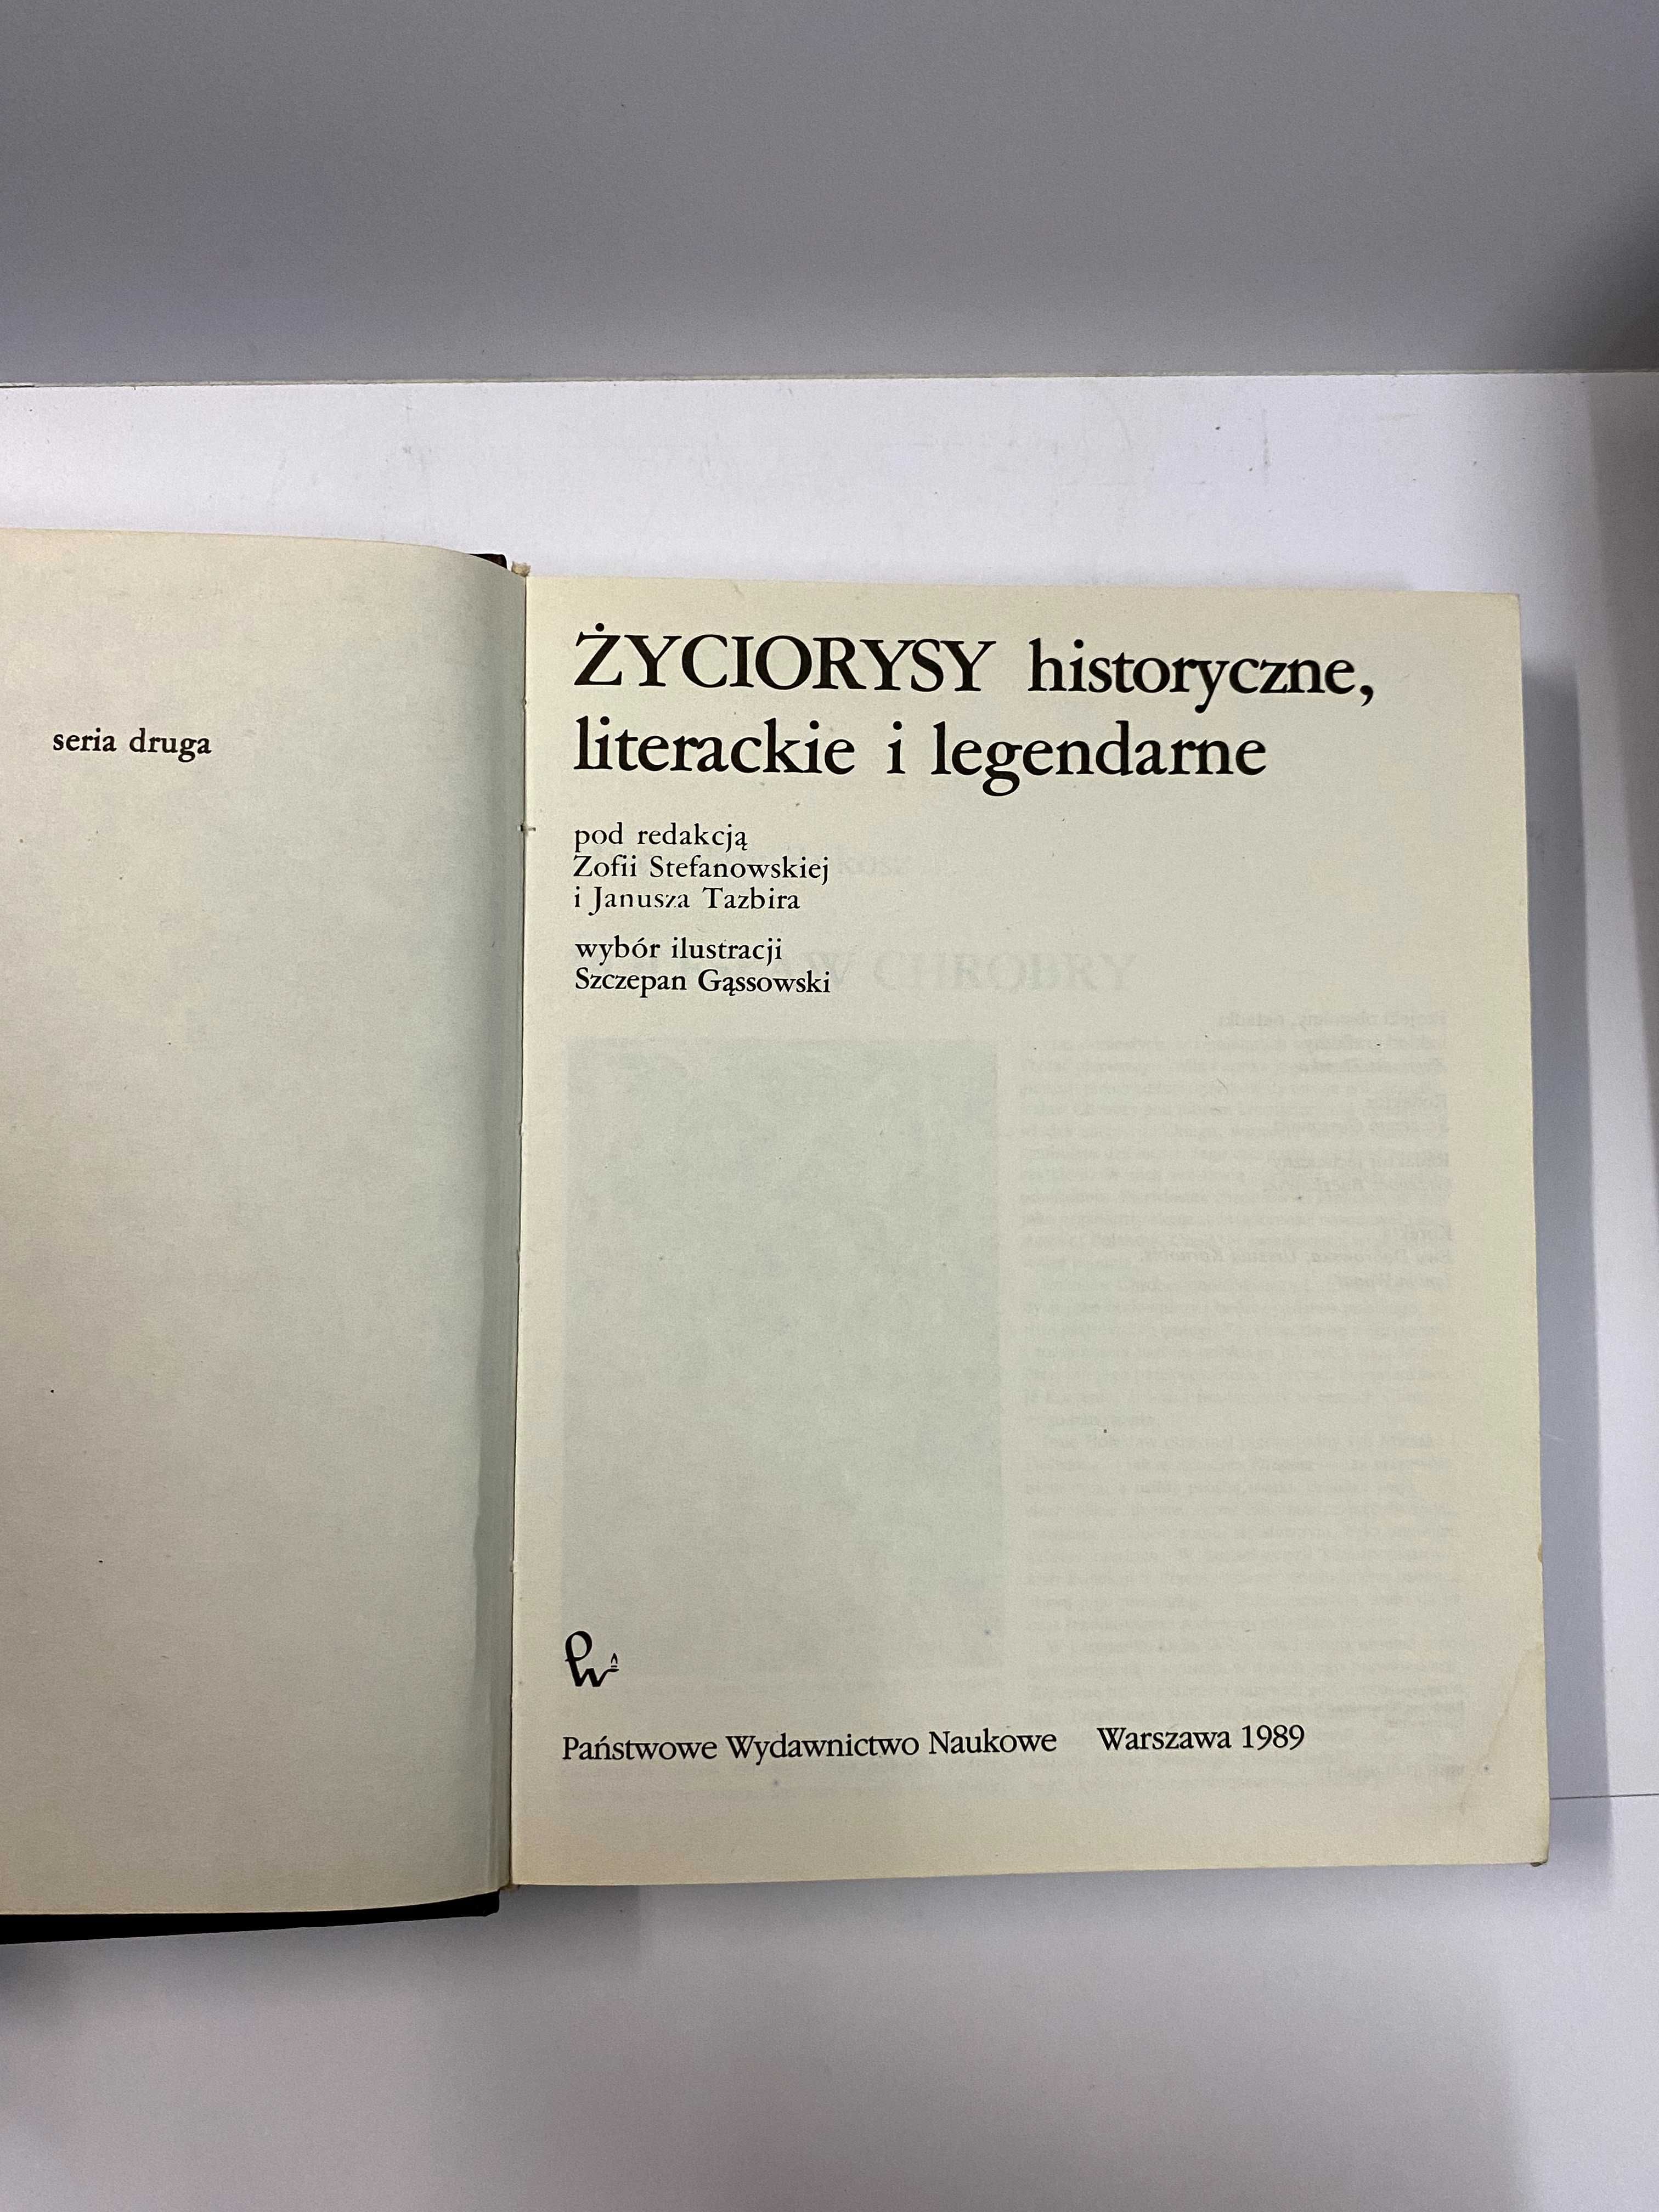 seria druga
ŻYCIORYSY historyczne,
literackie i legendarne
pod redakcją
Zofii Stefanowskiej
i Janusza Tazbira
wybór ilustracji
Szczepan Gąssowski
Państwowe Wydawnictwo Naukowe Warszawa 1989